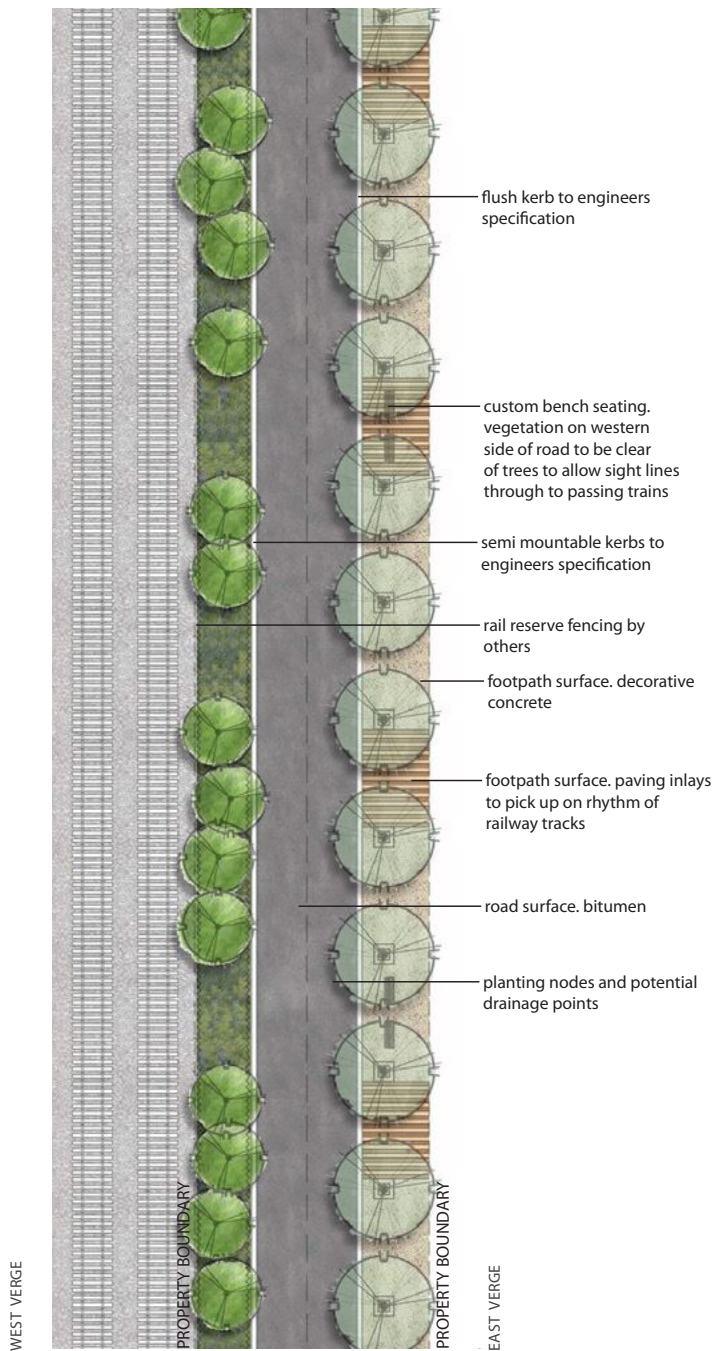 flush kerb to engineers
specification
custom bench seating.
vegetation on western
side of road to be clear
of trees to allow sight lines
through to passing trains
semi mountable kerbs to
engineers specification
rail reserve fencing by
others
footpath surface. decorative
concrete
footpath surface. paving inlays
to pick up on rhythm of
railway tracks
road surface. bitumen
planting nodes and potential
drainage points
WEST VERGE
PROPERTY BOUNDARY
PROPERTY BOUNDARY
EAST VERGE